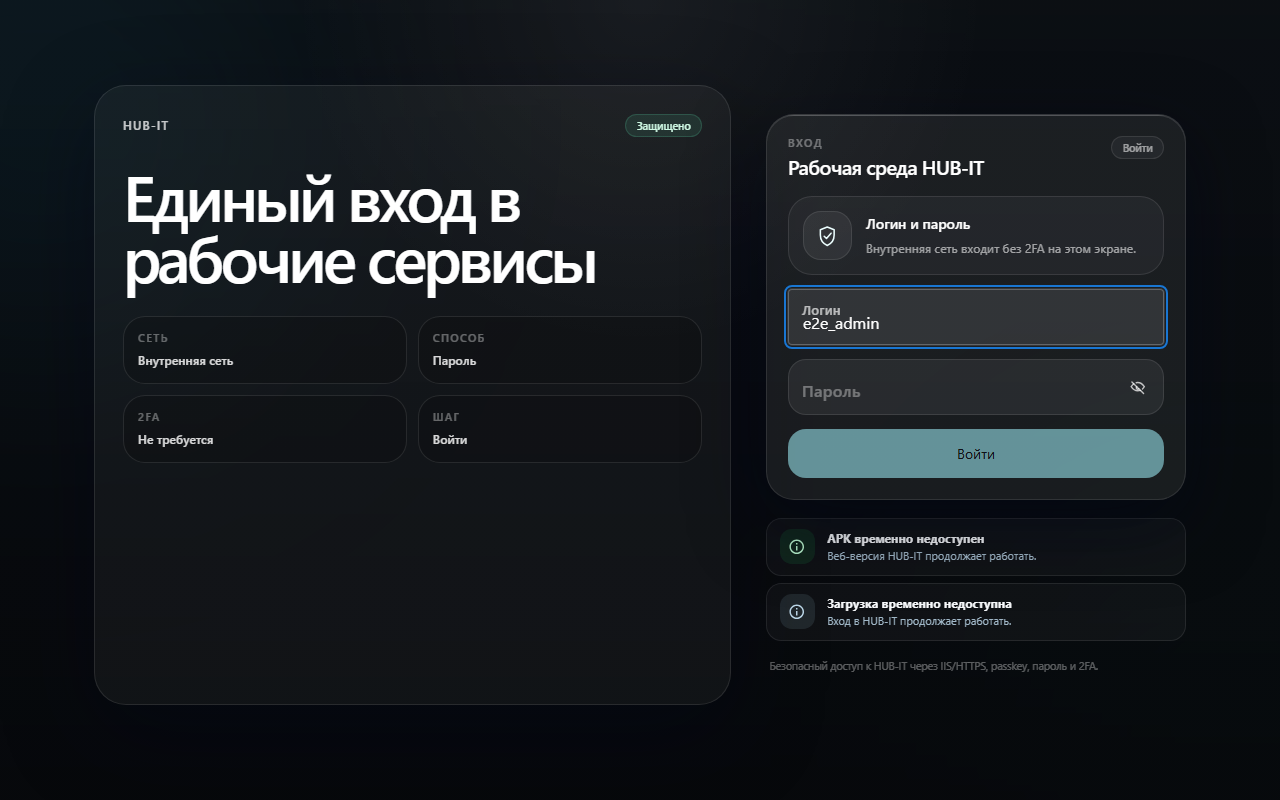 HUB-IT
Защищено
Единый вход в
рабочие сервисы
СЕТЬ
Внутренняя сеть
СПОСОБ
Пароль
2FA
Не требуется
ШАГ
Войти
ВХОД
Войти
Рабочая среда HUB-IT
Логин и пароль
Внутренняя сеть входит без 2FA на этом экране.
Логин
e2e_admin
Пароль
Войти
APK временно недоступен
Веб-версия HUB-IT продолжает работать.
Загрузка временно недоступна
Вход в HUB-IT продолжает работать.
Безопасный доступ к HUB-IT через IIS/HTTPS, passkey, пароль и 2FA.